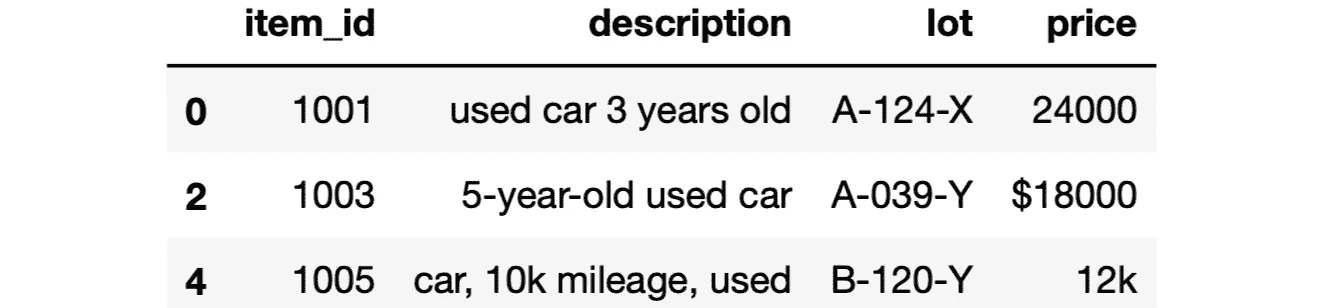 item_id description lot price
0 1001 used car 3 years old A-124-X 24000
2 1003 5-year-old used car A-039-Y $18000
4 1005 car, 10k mileage, used B-120-Y 12k